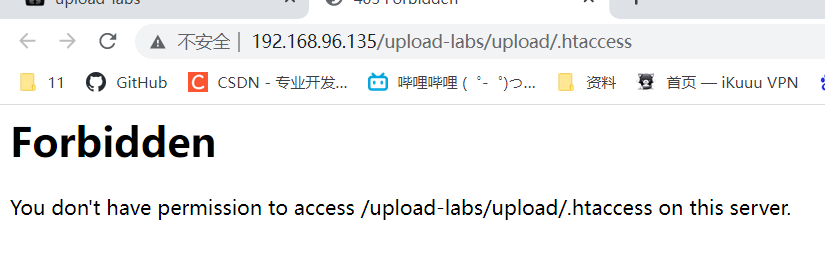 upload-labs
403 Forbidden
不安全 | 192.168.96.135/upload-labs/upload/.htaccess
11 GitHub CSDN - 专业开发... 哔哩哔哩 ( ゜- ゜)つ... 资料 首页 — iKuuu VPN
Forbidden
You don't have permission to access /upload-labs/upload/.htaccess on this server.